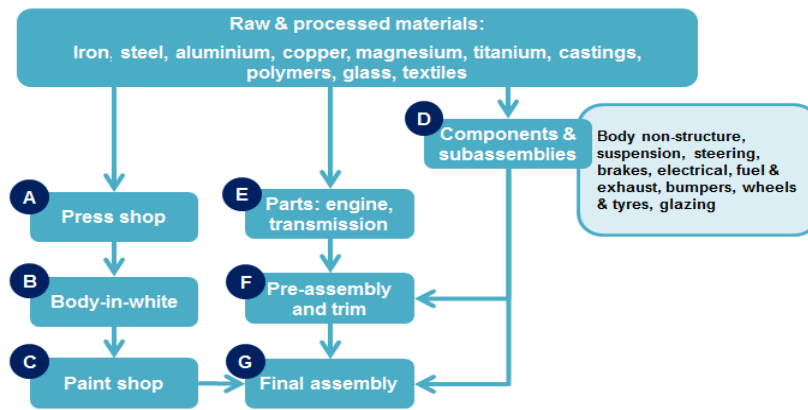 Raw & processed materials:
Iron, steel, aluminium, copper, magnesium, titanium, castings,
polymers, glass, textiles
D
Components &
subassemblies
Body non-structure,
suspension, steering,
brakes, electrical, fuel &
exhaust, bumpers, wheels
& tyres, glazing
A
Press shop
E
Parts: engine,
transmission
B
Body-in-white
F
Pre-assembly
and trim
C
Paint shop
G
Final assembly